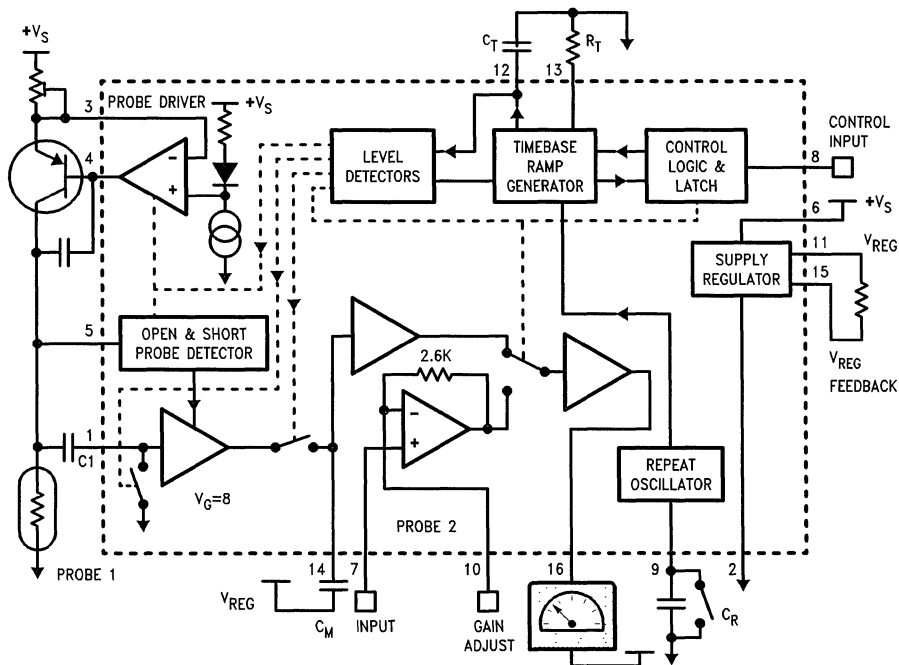 +VS
CT
RT
12
13
3
PROBE DRIVER
+VS
4
LEVEL
DETECTORS
TIMEBASE
RAMP
GENERATOR
CONTROL
LOGIC &
LATCH
CONTROL
INPUT
8
6
+VS
11
VREG
SUPPLY
REGULATOR
15
VREG
FEEDBACK
5
OPEN & SHORT
PROBE DETECTOR
2.6K
1
C1
VG=8
REPEAT
OSCILLATOR
PROBE 2
PROBE 1
14
7
10
16
9
2
VREG
CM
INPUT
GAIN
ADJUST
CR
-
+
-
+